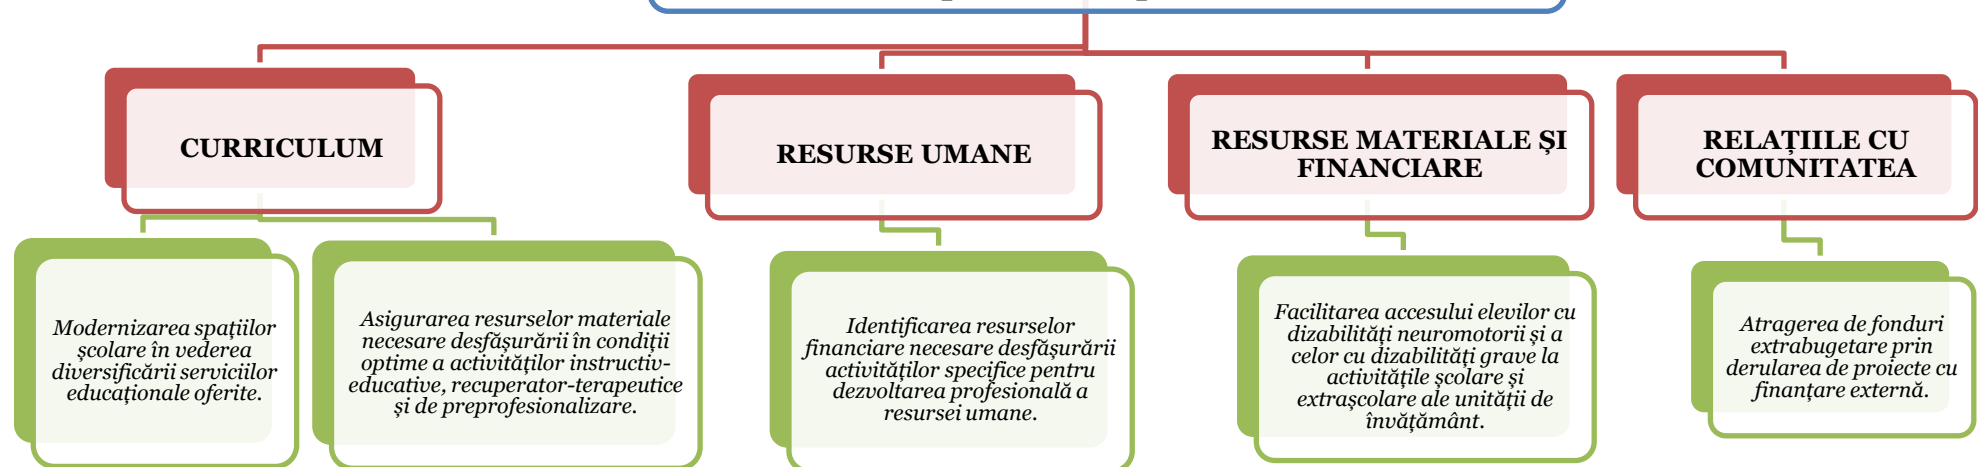 CURRICULUM
RESURSE UMANE
RESURSE MATERIALE ȘI
FINANCIARE
RELAȚIILE CU
COMUNITATEA
Modernizarea spațiilor
școlare în vederea
diversificării serviciilor
educaționale oferite.
Asigurarea resurselor materiale
necesare desfășurării în condiții
optime a activităților instructiv-
educative, recuperator-terapeutice
și de preprofesionalizare.
Identificarea resurselor
financiare necesare desfășurării
activităților specifice pentru
dezvoltarea profesională a
resursei umane.
Facilitarea accesului elevilor cu
dizabilități neuromotorii și a
celor cu dizabilități grave la
activitățile școlare și
extrașcolare ale unității de
învățământ.
Atragerea de fonduri
extrabugetare prin
derularea de proiecte cu
finanțare externă.